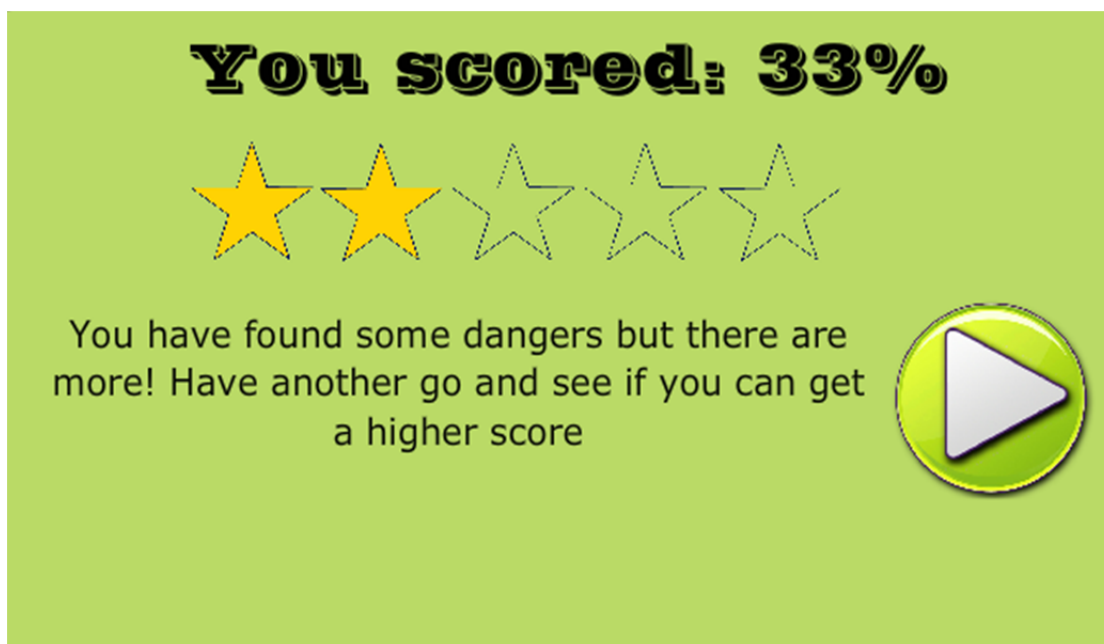 You scored: 33%
You have found some dangers but there are
more! Have another go and see if you can get
a higher score